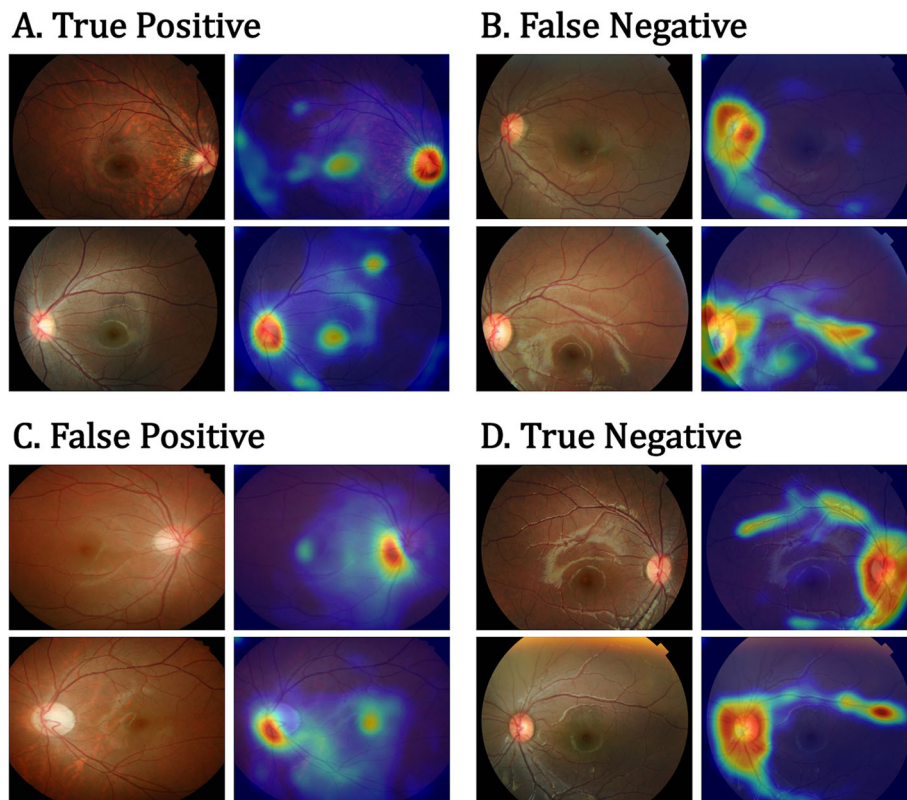 A. True Positive
B. False Negative
C. False Positive
D. True Negative